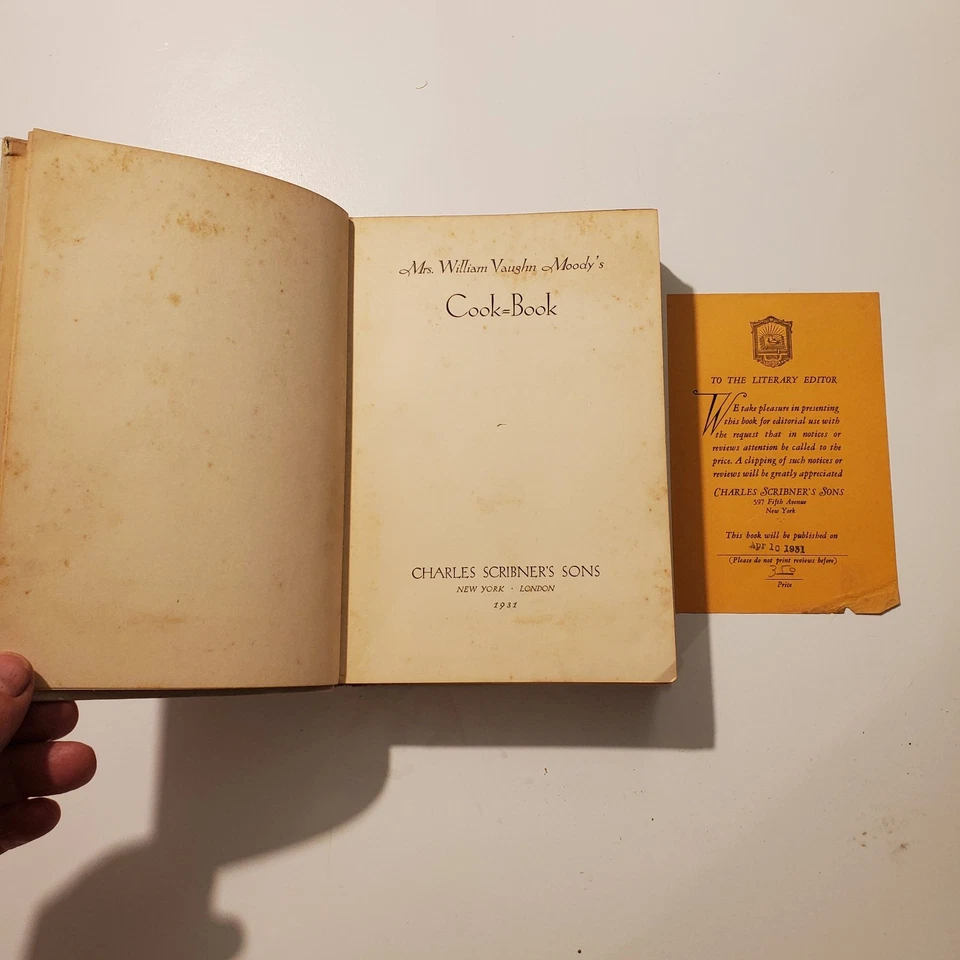 Mrs. William Vaughn Moody's
Cook=Book
CHARLES SCRIBNER'S SONS
NEW YORK · LONDON
1931
TO THE LITERARY EDITOR
WE take pleasure in presenting
this book for editorial use with
the request that in notices or
reviews attention be called to the
price. A clipping of such notices or
reviews will be greatly appreciated
CHARLES SCRIBNER'S SONS
597 Fifth Avenue
New York
This book will be published on
Apr 10 1931
(Please do not print reviews before)
3 50
Price